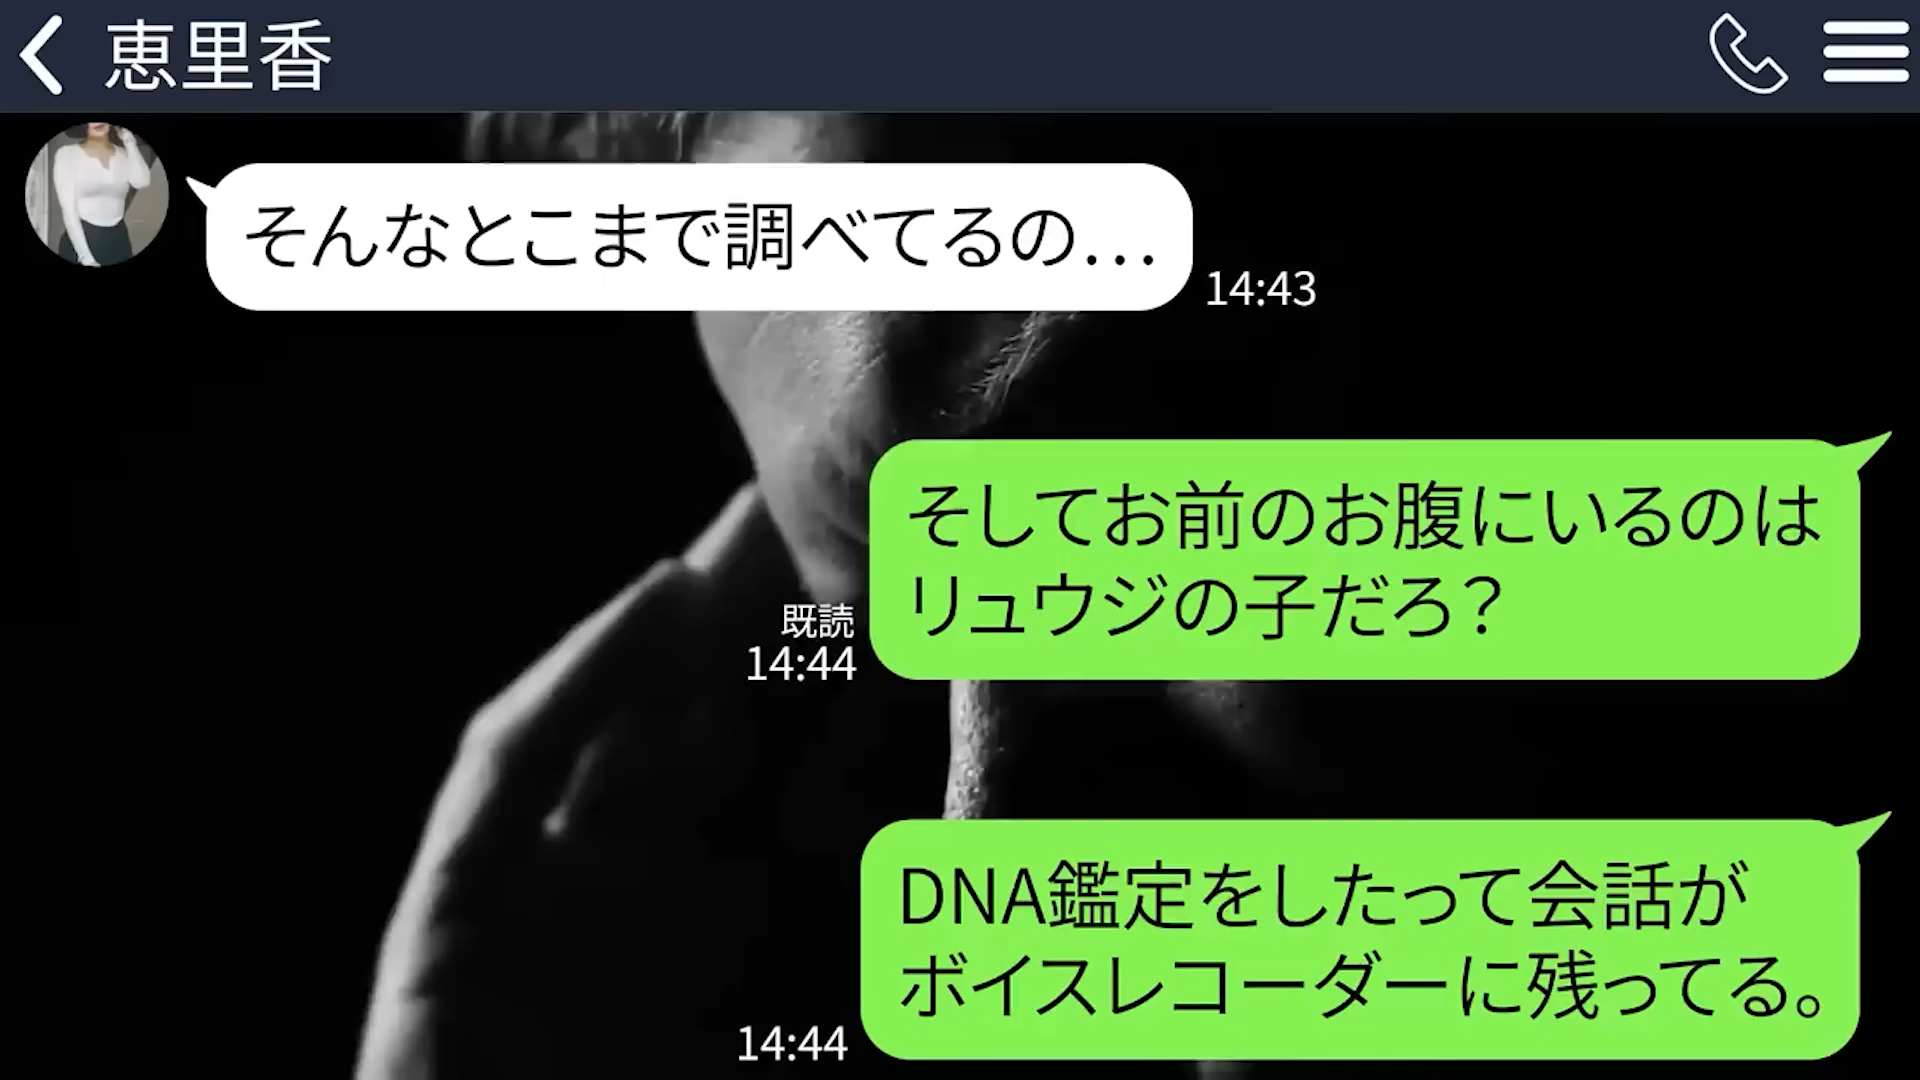 恵里香
そんなとこまで調べてるの...
14:43
そしてお前のお腹にいるのは
リュウジの子だろ?
既読
14:44
DNA鑑定をしたって会話が
ボイスレコーダーに残ってる。
14:44